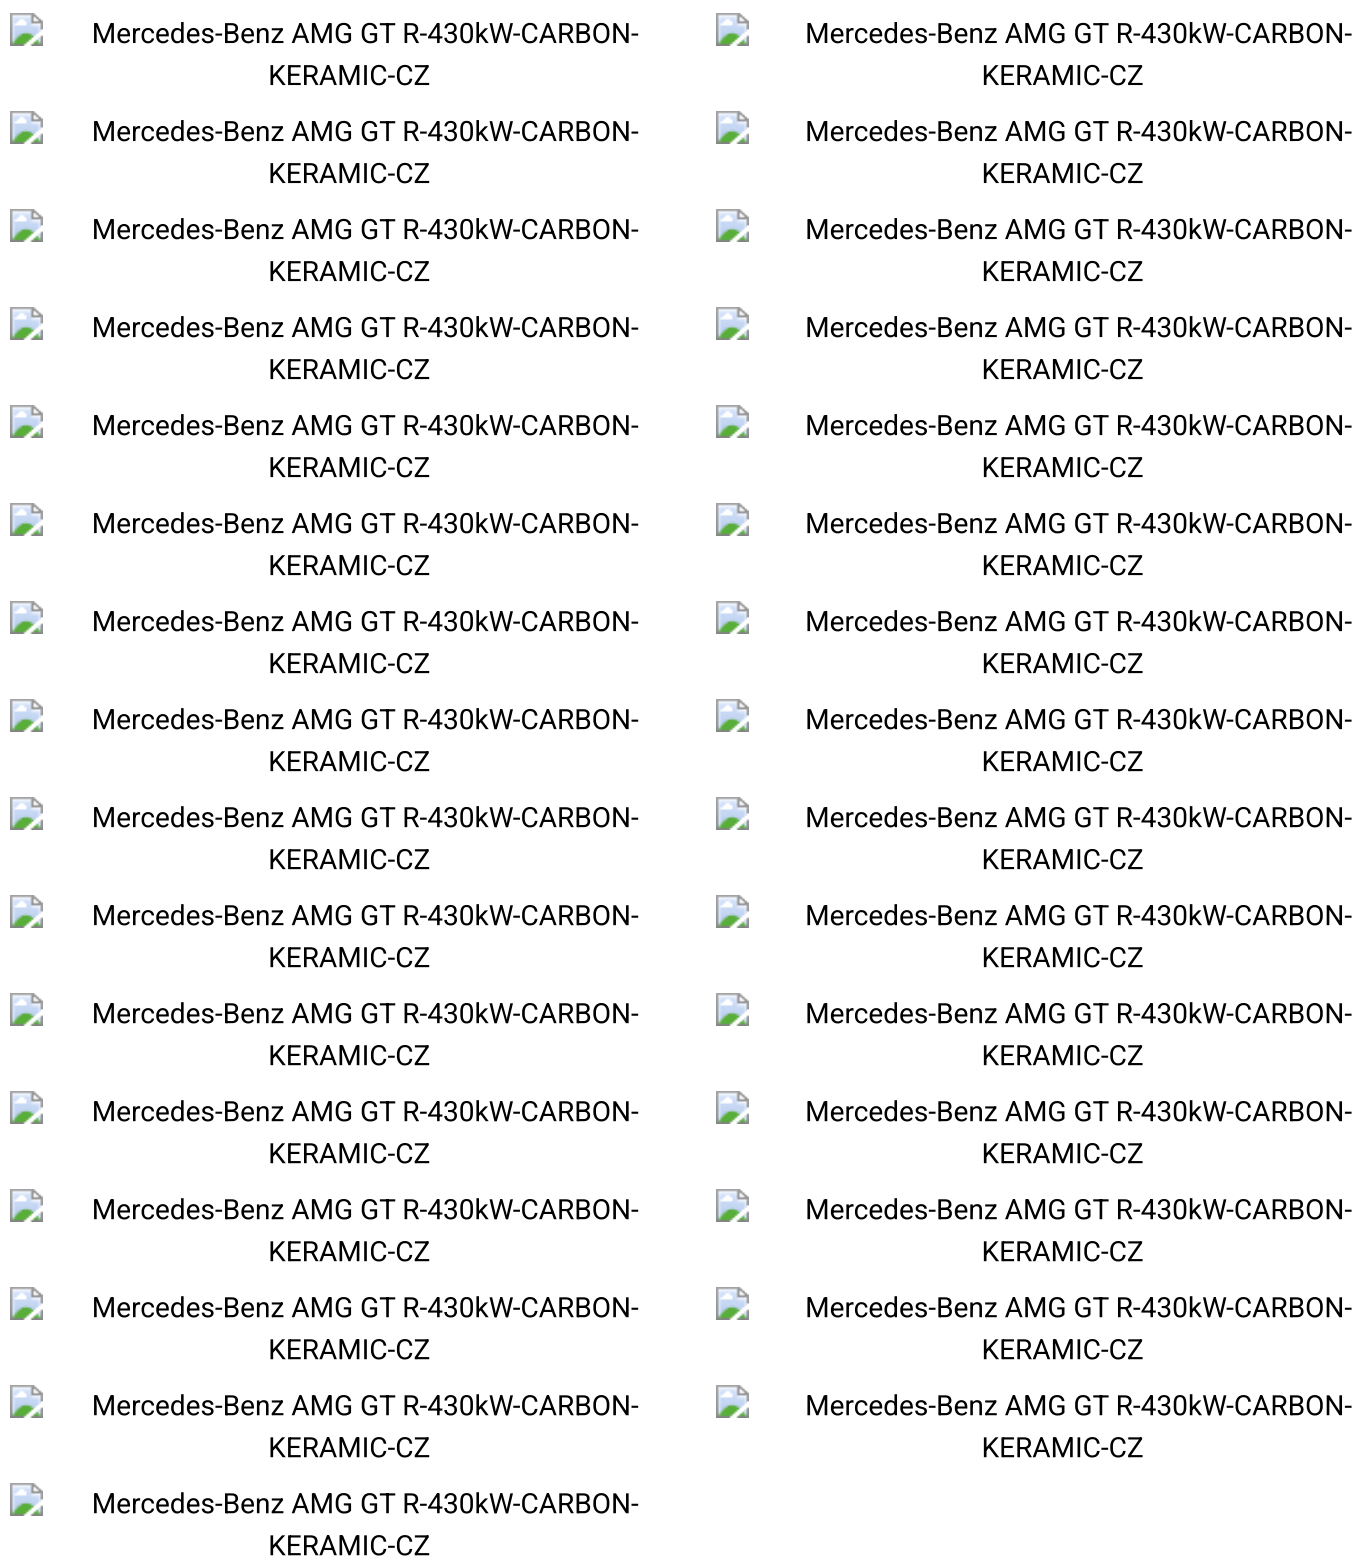 Mercedes-Benz AMG GT R-430kW-CARBON-
KERAMIC-CZ
Mercedes-Benz AMG GT R-430kW-CARBON-
KERAMIC-CZ
Mercedes-Benz AMG GT R-430kW-CARBON-
KERAMIC-CZ
Mercedes-Benz AMG GT R-430kW-CARBON-
KERAMIC-CZ
Mercedes-Benz AMG GT R-430kW-CARBON-
KERAMIC-CZ
Mercedes-Benz AMG GT R-430kW-CARBON-
KERAMIC-CZ
Mercedes-Benz AMG GT R-430kW-CARBON-
KERAMIC-CZ
Mercedes-Benz AMG GT R-430kW-CARBON-
KERAMIC-CZ
Mercedes-Benz AMG GT R-430kW-CARBON-
KERAMIC-CZ
Mercedes-Benz AMG GT R-430kW-CARBON-
KERAMIC-CZ
Mercedes-Benz AMG GT R-430kW-CARBON-
KERAMIC-CZ
Mercedes-Benz AMG GT R-430kW-CARBON-
KERAMIC-CZ
Mercedes-Benz AMG GT R-430kW-CARBON-
KERAMIC-CZ
Mercedes-Benz AMG GT R-430kW-CARBON-
KERAMIC-CZ
Mercedes-Benz AMG GT R-430kW-CARBON-
KERAMIC-CZ
Mercedes-Benz AMG GT R-430kW-CARBON-
KERAMIC-CZ
Mercedes-Benz AMG GT R-430kW-CARBON-
KERAMIC-CZ
Mercedes-Benz AMG GT R-430kW-CARBON-
KERAMIC-CZ
Mercedes-Benz AMG GT R-430kW-CARBON-
KERAMIC-CZ
Mercedes-Benz AMG GT R-430kW-CARBON-
KERAMIC-CZ
Mercedes-Benz AMG GT R-430kW-CARBON-
KERAMIC-CZ
Mercedes-Benz AMG GT R-430kW-CARBON-
KERAMIC-CZ
Mercedes-Benz AMG GT R-430kW-CARBON-
KERAMIC-CZ
Mercedes-Benz AMG GT R-430kW-CARBON-
KERAMIC-CZ
Mercedes-Benz AMG GT R-430kW-CARBON-
KERAMIC-CZ
Mercedes-Benz AMG GT R-430kW-CARBON-
KERAMIC-CZ
Mercedes-Benz AMG GT R-430kW-CARBON-
KERAMIC-CZ
Mercedes-Benz AMG GT R-430kW-CARBON-
KERAMIC-CZ
Mercedes-Benz AMG GT R-430kW-CARBON-
KERAMIC-CZ
Mercedes-Benz AMG GT R-430kW-CARBON-
KERAMIC-CZ
Mercedes-Benz AMG GT R-430kW-CARBON-
KERAMIC-CZ